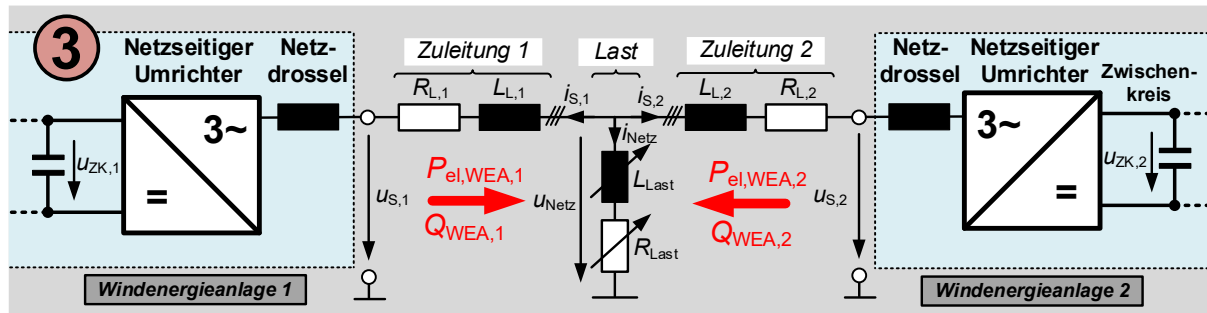 3
Netzseitiger
Umrichter
Netz-
drossel
Zuleitung 1
Last
Zuleitung 2
Netz-
drossel
Netzseitiger
Umrichter
Zwischen-
kreis
R_L,1
L_L,1
i_S,1
i_S,2
L_L,2
R_L,2
3~
=
u_ZK,1
u_S,1
P_el,WEA,1
Q_WEA,1
u_Netz
i_Netz
L_Last
R_Last
P_el,WEA,2
Q_WEA,2
u_S,2
3~
=
u_ZK,2
Windenergieanlage 1
Windenergieanlage 2